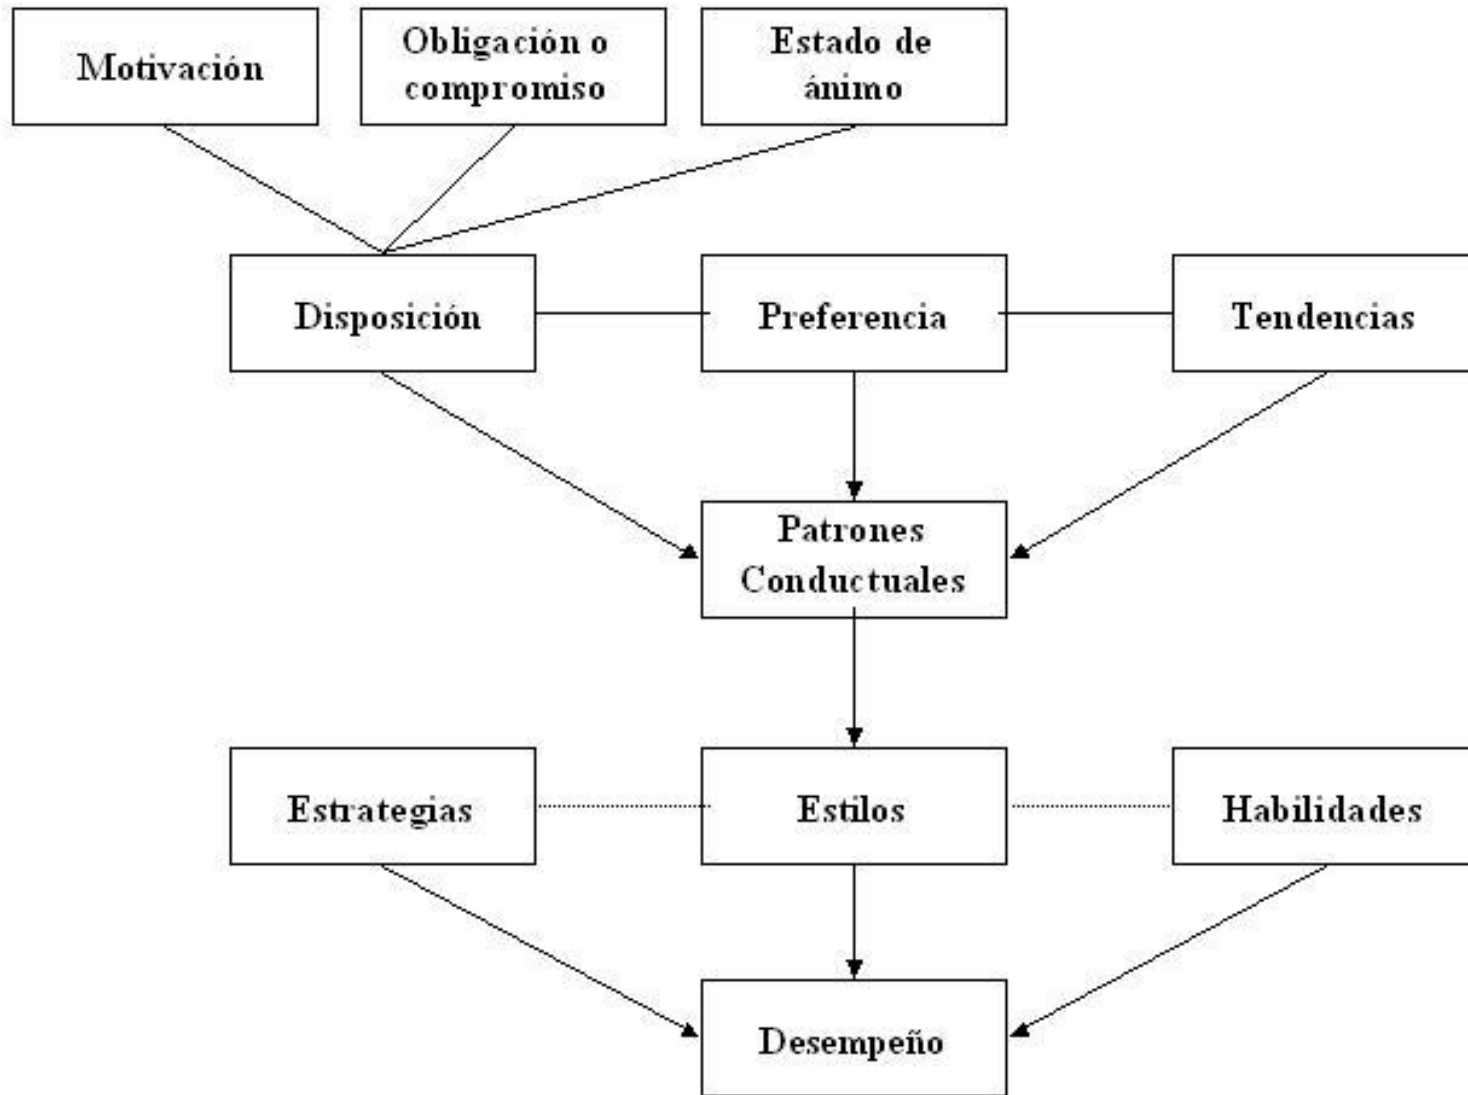 Motivación
Obligación o
compromiso
Estado de
ánimo
Disposición
Preferencia
Tendencias
Patrones
Conductuales
Estrategias
Estilos
Habilidades
Desempeño